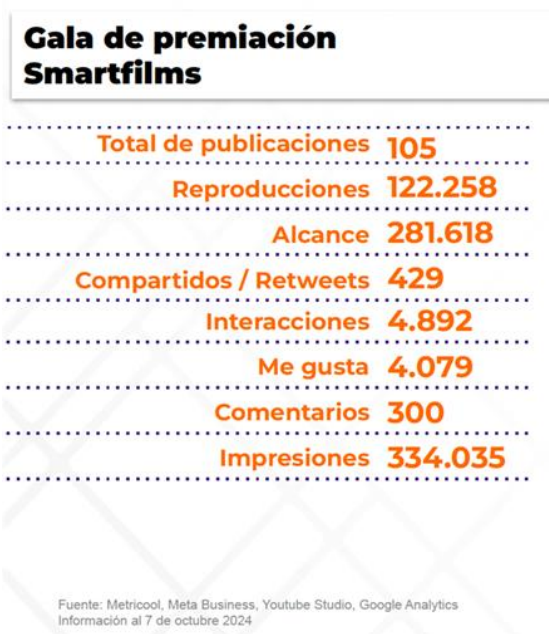 Gala de premiación
Smartfilms
Total de publicaciones 105
Reproducciones 122.258
Alcance 281.618
Compartidos / Retweets 429
Interacciones 4.892
Me gusta 4.079
Comentarios 300
Impresiones 334.035
Fuente: Metricool, Meta Business, Youtube Studio, Google Analytics
Información al 7 de octubre 2024